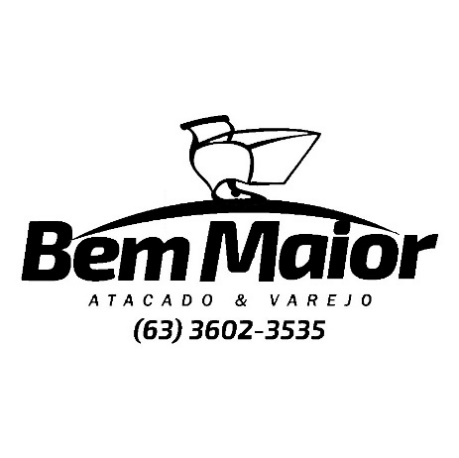 Bem Maior
ATACADO & VAREJO
(63) 3602-3535